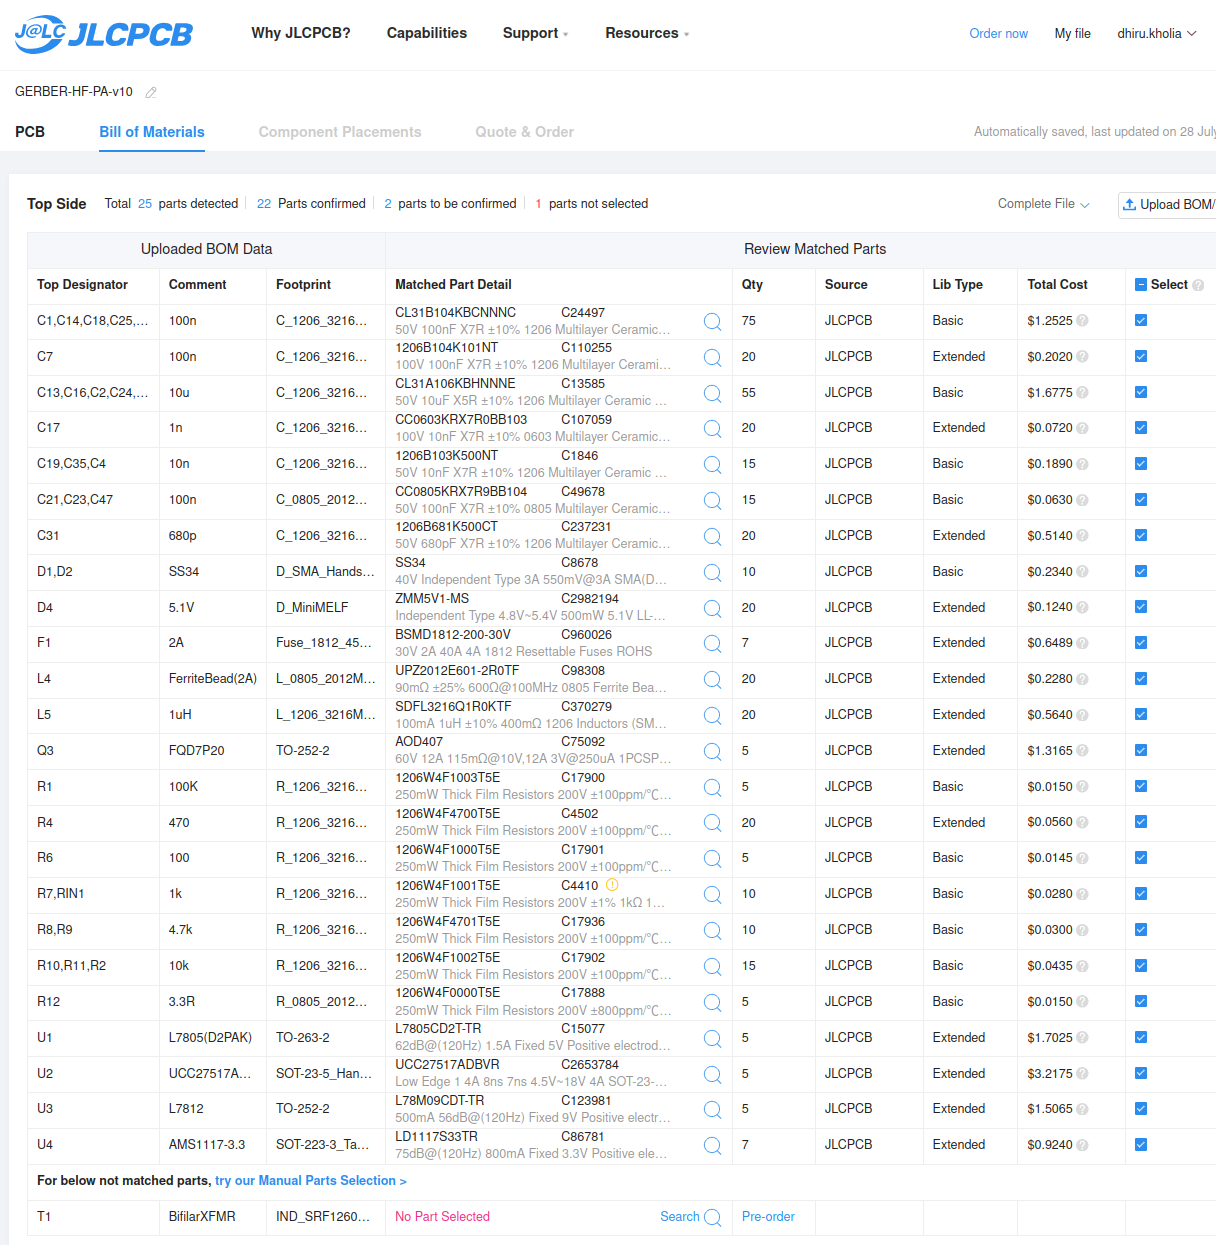 J@LC JLCPCB Why JLCPCB? Capabilities Support Resources Order now My file dhiru.kholia
GERBER-HF-PA-v10
PCB Bill of Materials Component Placements Quote & Order Automatically saved, last updated on 28 July
Top Side Total 25 parts detected 22 Parts confirmed 2 parts to be confirmed 1 parts not selected Complete File Upload BOM/
Uploaded BOM Data Review Matched Parts
Top Designator Comment Footprint Matched Part Detail Qty Source Lib Type Total Cost Select
C1,C14,C18,C25,... 100n C_1206_3216... CL31B104KBCNNNC C24497 75 JLCPCB Basic $1.2525
50V 100nF X7R ±10% 1206 Multilayer Ceramic...
C7 100n C_1206_3216... 1206B104K101NT C110255 20 JLCPCB Extended $0.2020
100V 100nF X7R ±10% 1206 Multilayer Cerami...
C13,C16,C2,C24,... 10u C_1206_3216... CL31A106KBHNNNE C13585 55 JLCPCB Basic $1.6775
50V 10uF X5R ±10% 1206 Multilayer Ceramic ...
C17 1n C_1206_3216... CC0603KRX7R0BB103 C107059 20 JLCPCB Extended $0.0720
100V 10nF X7R ±10% 0603 Multilayer Ceramic...
C19,C35,C4 10n C_1206_3216... 1206B103K500NT C1846 15 JLCPCB Basic $0.1890
50V 10nF X7R ±10% 1206 Multilayer Ceramic ...
C21,C23,C47 100n C_0805_2012... CC0805KRX7R9BB104 C49678 15 JLCPCB Basic $0.0630
50V 100nF X7R ±10% 0805 Multilayer Ceramic...
C31 680p C_1206_3216... 1206B681K500CT C237231 20 JLCPCB Extended $0.5140
50V 680pF X7R ±10% 1206 Multilayer Ceramic...
D1,D2 SS34 D_SMA_Hands... SS34 C8678 10 JLCPCB Basic $0.2340
40V Independent Type 3A 550mV@3A SMA(D...
D4 5.1V D_MiniMELF ZMM5V1-MS C2982194 20 JLCPCB Extended $0.1240
Independent Type 4.8V~5.4V 500mW 5.1V LL-...
F1 2A Fuse_1812_45... BSMD1812-200-30V C960026 7 JLCPCB Extended $0.6489
30V 2A 40A 4A 1812 Resettable Fuses ROHS
L4 FerriteBead(2A) L_0805_2012M... UPZ2012E601-2R0TF C98308 20 JLCPCB Extended $0.2280
90mΩ ±25% 600Ω@100MHz 0805 Ferrite Bea...
L5 1uH L_1206_3216M... SDFL3216Q1R0KTF C370279 20 JLCPCB Extended $0.5640
100mA 1uH ±10% 400mΩ 1206 Inductors (SM...
Q3 FQD7P20 TO-252-2 AOD407 C75092 5 JLCPCB Extended $1.3165
60V 12A 115mΩ@10V,12A 3V@250uA 1PCSP...
R1 100K R_1206_3216... 1206W4F1003T5E C17900 5 JLCPCB Basic $0.0150
250mW Thick Film Resistors 200V ±100ppm/℃...
R4 470 R_1206_3216... 1206W4F4700T5E C4502 20 JLCPCB Extended $0.0560
250mW Thick Film Resistors 200V ±100ppm/℃...
R6 100 R_1206_3216... 1206W4F1000T5E C17901 5 JLCPCB Basic $0.0145
250mW Thick Film Resistors 200V ±100ppm/℃...
R7,RIN1 1k R_1206_3216... 1206W4F1001T5E C4410 10 JLCPCB Basic $0.0280
250mW Thick Film Resistors 200V ±1% 1kΩ 1...
R8,R9 4.7k R_1206_3216... 1206W4F4701T5E C17936 10 JLCPCB Basic $0.0300
250mW Thick Film Resistors 200V ±100ppm/℃...
R10,R11,R2 10k R_1206_3216... 1206W4F1002T5E C17902 15 JLCPCB Basic $0.0435
250mW Thick Film Resistors 200V ±100ppm/℃...
R12 3.3R R_0805_2012... 1206W4F0000T5E C17888 5 JLCPCB Basic $0.0150
250mW Thick Film Resistors 200V ±800ppm/℃...
U1 L7805(D2PAK) TO-263-2 L7805CD2T-TR C15077 5 JLCPCB Extended $1.7025
62dB@(120Hz) 1.5A Fixed 5V Positive electrod...
U2 UCC27517A... SOT-23-5_Han... UCC27517ADBVR C2653784 5 JLCPCB Extended $3.2175
Low Edge 1 4A 8ns 7ns 4.5V~18V 4A SOT-23-...
U3 L7812 TO-252-2 L78M09CDT-TR C123981 5 JLCPCB Extended $1.5065
500mA 56dB@(120Hz) Fixed 9V Positive electr...
U4 AMS1117-3.3 SOT-223-3_Ta... LD1117S33TR C86781 7 JLCPCB Extended $0.9240
75dB@(120Hz) 800mA Fixed 3.3V Positive ele...
For below not matched parts, try our Manual Parts Selection >
T1 BifilarXFMR IND_SRF1260... No Part Selected Search Pre-order